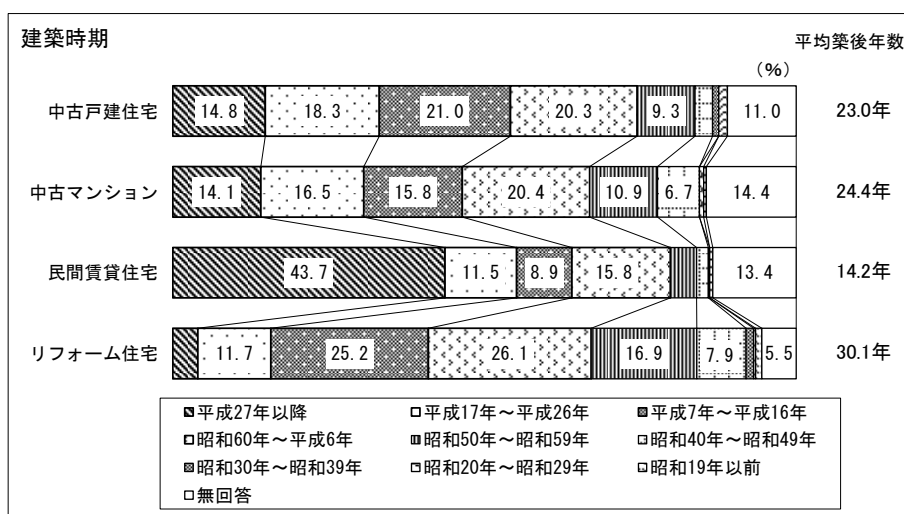 建築時期
平均築後年数
（％）
中古戸建住宅 14.8 18.3 21.0 20.3 9.3 11.0 23.0年
中古マンション 14.1 16.5 15.8 20.4 10.9 6.7 14.4 24.4年
民間賃貸住宅 43.7 11.5 8.9 15.8 13.4 14.2年
リフォーム住宅 11.7 25.2 26.1 16.9 7.9 5.5 30.1年
平成27年以降 平成17年～平成26年 平成7年～平成16年
昭和60年～平成6年 昭和50年～昭和59年 昭和40年～昭和49年
昭和30年～昭和39年 昭和20年～昭和29年 昭和19年以前
無回答